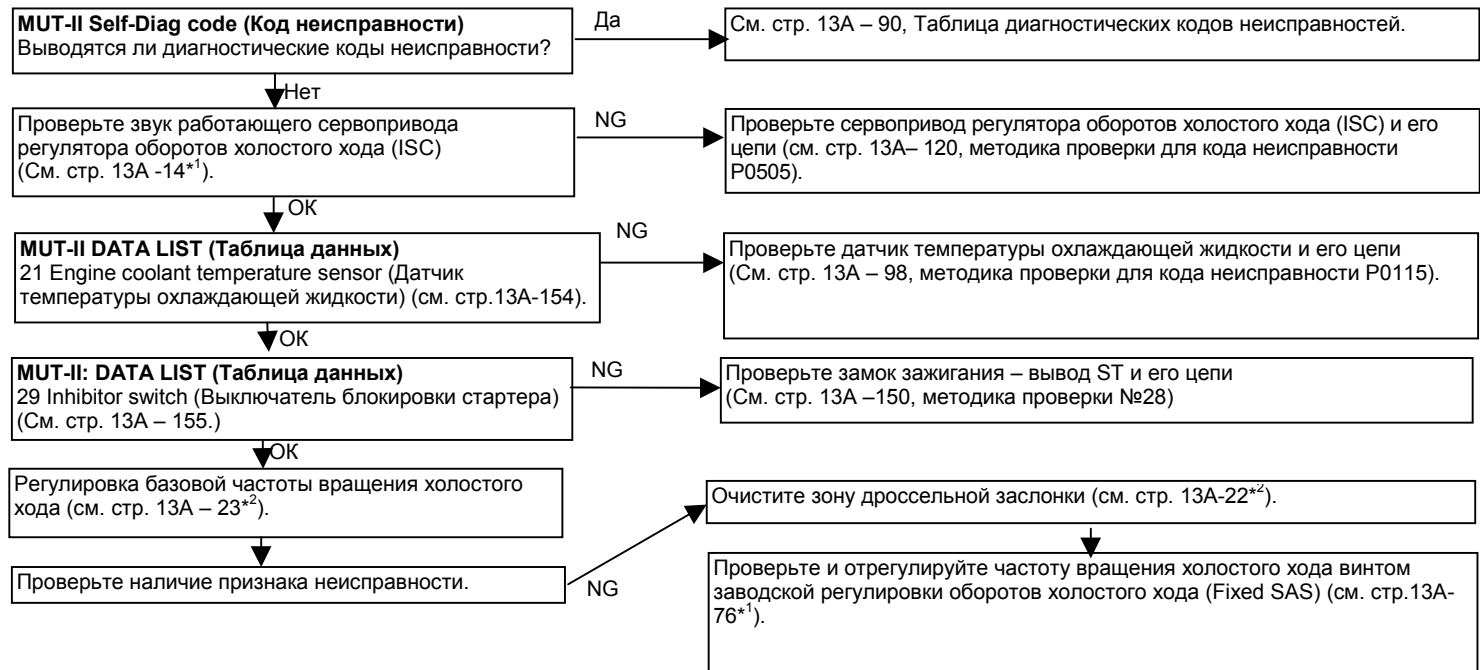 MUT-II Self-Diag code (Код неисправности)
Выводятся ли диагностические коды неисправности?
Да
См. стр. 13А – 90, Таблица диагностических кодов неисправностей.
Нет
Проверьте звук работающего сервопривода
регулятора оборотов холостого хода (ISC)
(См. стр. 13А -14*¹).
NG
Проверьте сервопривод регулятора оборотов холостого хода (ISC) и его
цепи (см. стр. 13А– 120, методика проверки для кода неисправности
P0505).
ОК
MUT-II DATA LIST (Таблица данных)
21 Engine coolant temperature sensor (Датчик
температуры охлаждающей жидкости) (см. стр.13А-154).
NG
Проверьте датчик температуры охлаждающей жидкости и его цепи
(См. стр. 13А – 98, методика проверки для кода неисправности P0115).
ОК
MUT-II: DATA LIST (Таблица данных)
29 Inhibitor switch (Выключатель блокировки стартера)
(См. стр. 13А – 155.)
NG
Проверьте замок зажигания – вывод ST и его цепи
(См. стр. 13А –150, методика проверки №28)
ОК
Регулировка базовой частоты вращения холостого
хода (см. стр. 13А – 23*²).
Проверьте наличие признака неисправности.
NG
Очистите зону дроссельной заслонки (см. стр. 13А-22*²).
Проверьте и отрегулируйте частоту вращения холостого хода винтом
заводской регулировки оборотов холостого хода (Fixed SAS) (см. стр.13А-
76*¹).